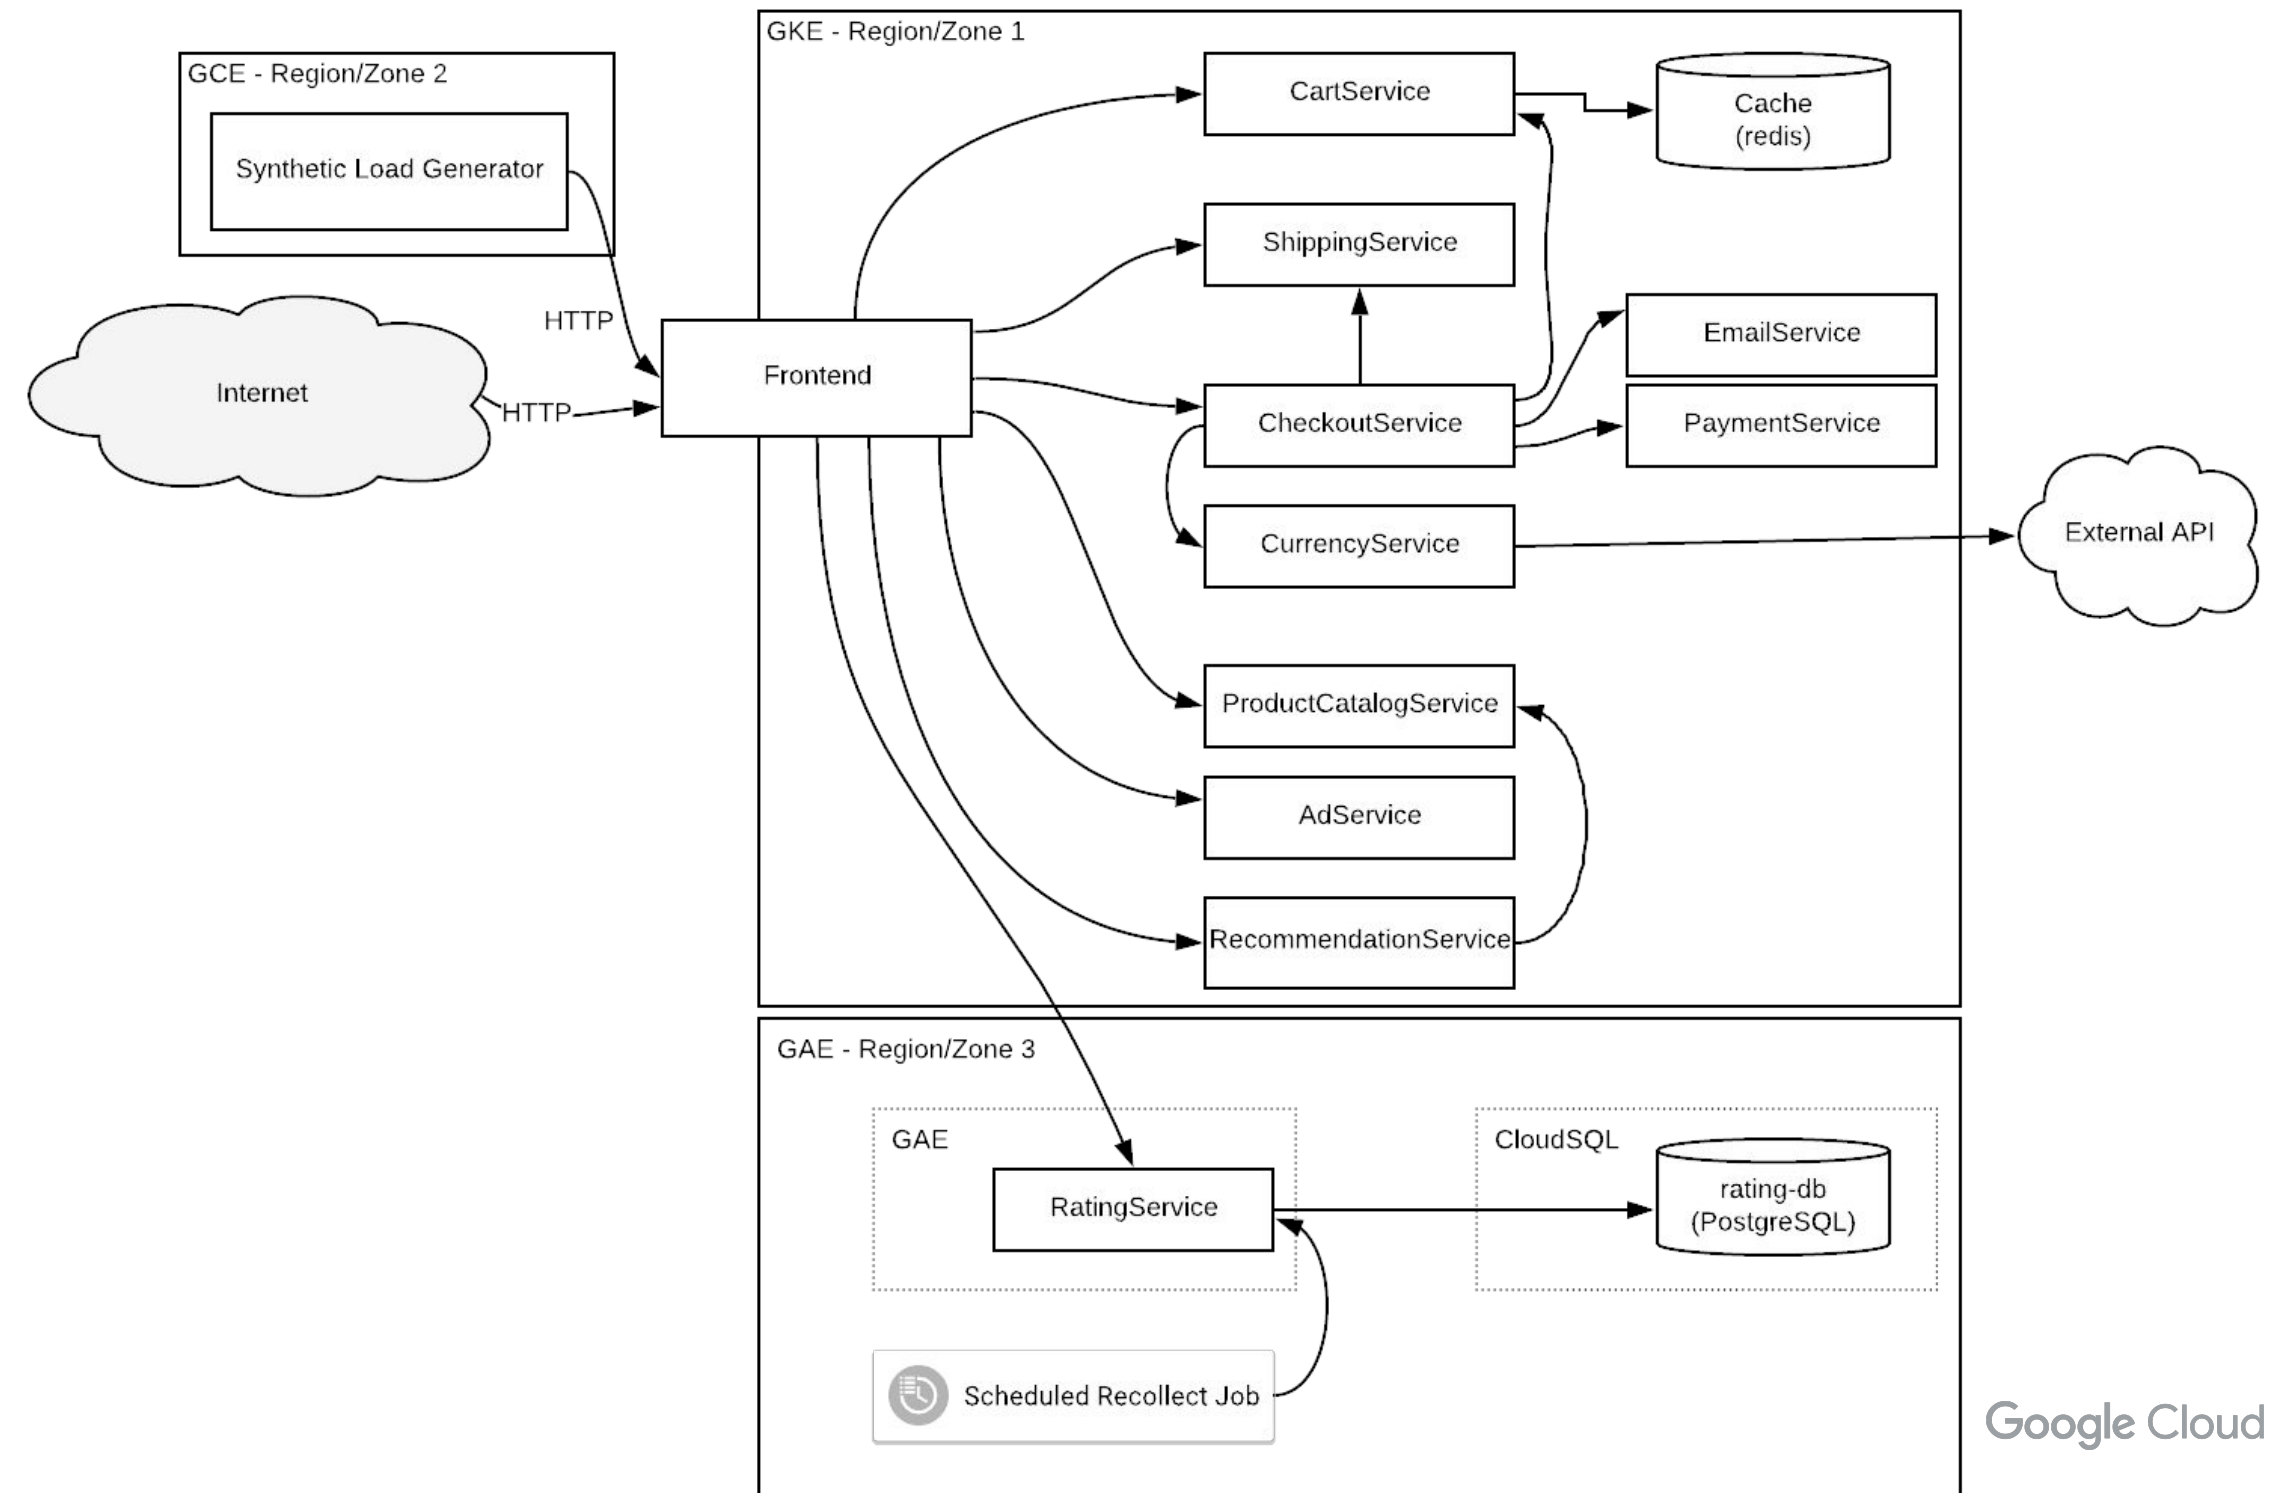 GKE - Region/Zone 1
GCE - Region/Zone 2
Synthetic Load Generator
CartService
Cache
(redis)
ShippingService
HTTP
Internet
HTTP
Frontend
EmailService
CheckoutService
PaymentService
CurrencyService
External API
ProductCatalogService
AdService
RecommendationService
GAE - Region/Zone 3
GAE
CloudSQL
RatingService
rating-db
(PostgreSQL)
Scheduled Recollect Job
Google Cloud